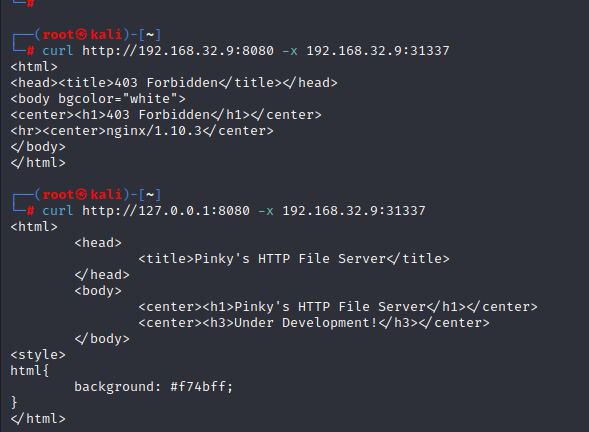 └─#
┌──(root㉿kali)-[~]
└─# curl http://192.168.32.9:8080 -x 192.168.32.9:31337
<html>
<head><title>403 Forbidden</title></head>
<body bgcolor="white">
<center><h1>403 Forbidden</h1></center>
<hr><center>nginx/1.10.3</center>
</body>
</html>
┌──(root㉿kali)-[~]
└─# curl http://127.0.0.1:8080 -x 192.168.32.9:31337
<html>
        <head>
                <title>Pinky's HTTP File Server</title>
        </head>
        <body>
                <center><h1>Pinky's HTTP File Server</h1></center>
                <center><h3>Under Development!</h3></center>
        </body>
<style>
html{
        background: #f74bff;
}
</html>